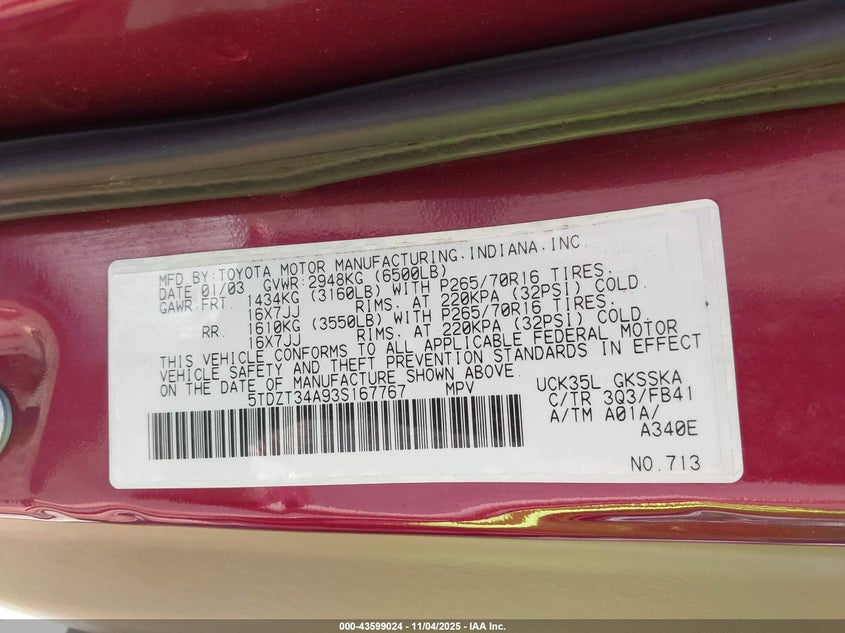 MFD.BY:TOYOTA MOTOR MANUFACTURING.INDIANA.INC.
DATE 01/03 GVWR:2948KG (6500LB)
GAWR:FRT 1434KG (3160LB) WITH P265/70R16 TIRES.
16X7JJ RIMS. AT 220KPA (32PSI) COLD.
RR. 1610KG (3550LB) WITH P265/70R16 TIRES.
16X7JJ RIMS. AT 220KPA (32PSI) COLD.
THIS VEHICLE CONFORMS TO ALL APPLICABLE FEDERAL MOTOR
VEHICLE SAFETY AND THEFT PREVENTION STANDARDS IN EFFECT
ON THE DATE OF MANUFACTURE SHOWN ABOVE.
5TDZT34A93S167767 MPV
UCK35L GKSSKA
C/TR 3Q3/FB41
A/TM A01A/
A340E
NO.713
000-43599024 | 11/04/2025 - IAA Inc.